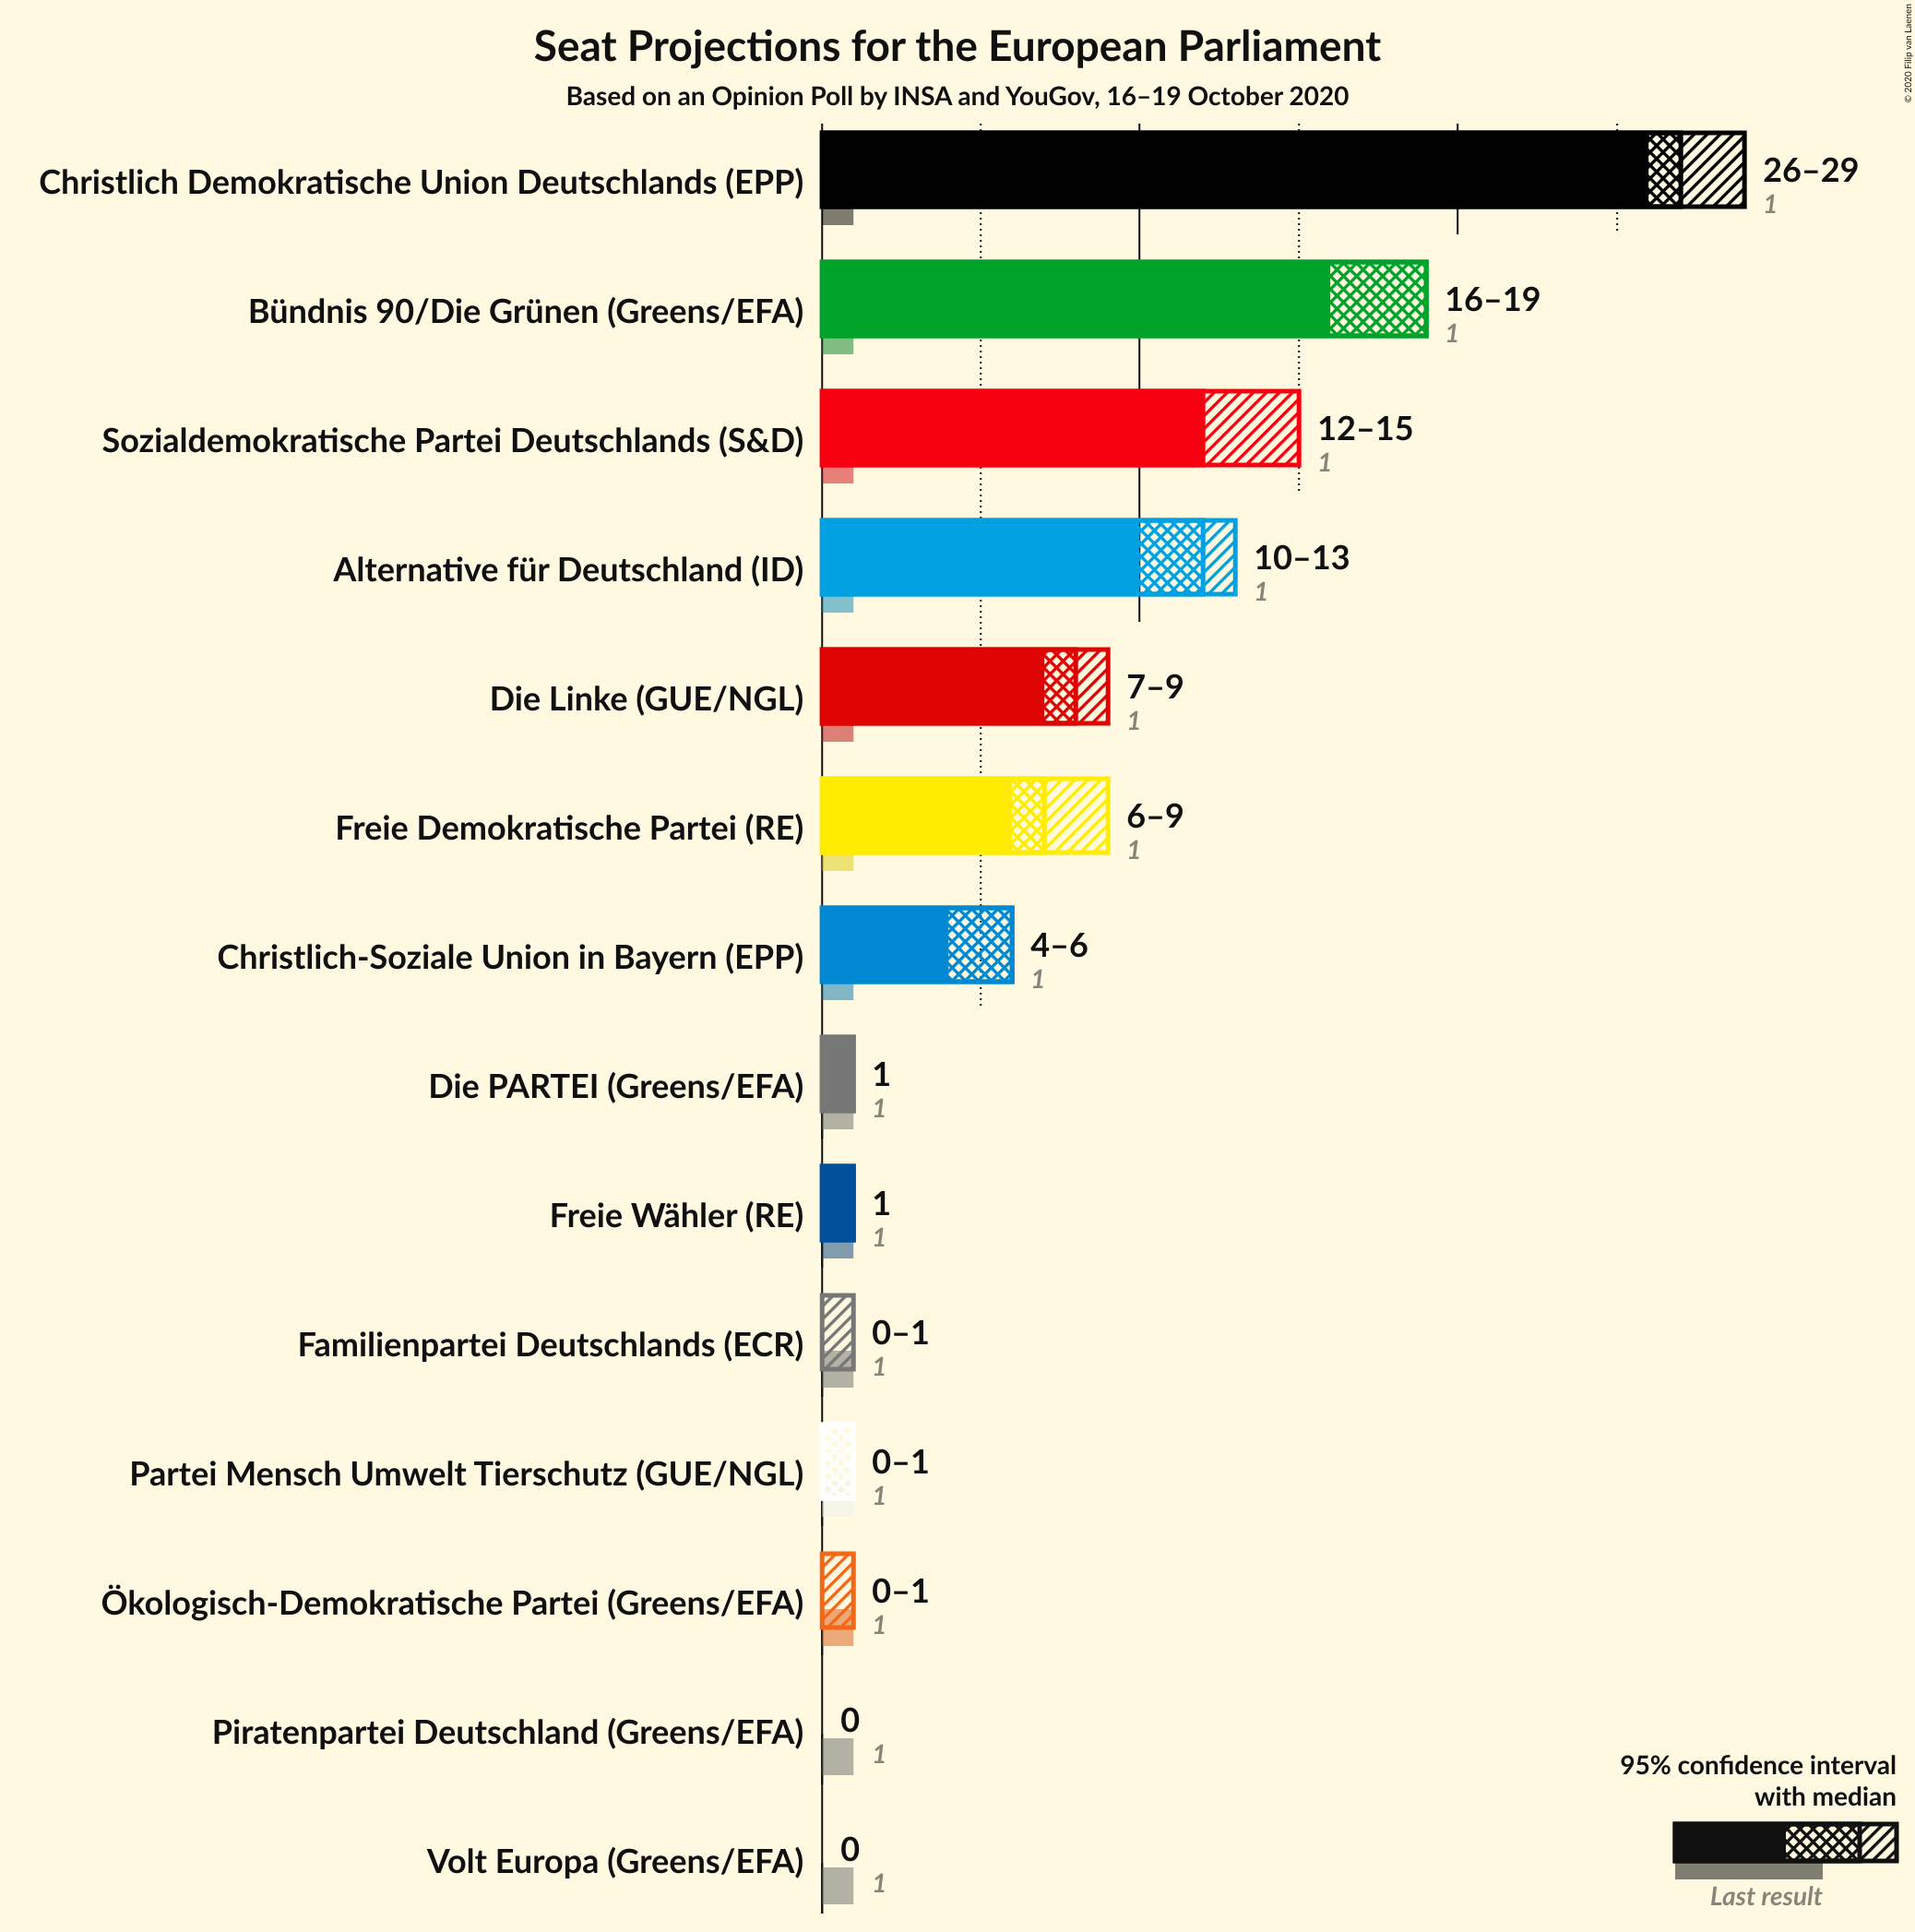 Seat Projections for the European Parliament
Based on an Opinion Poll by INSA and YouGov, 16–19 October 2020
© 2020 Filip van Laenen
Christlich Demokratische Union Deutschlands (EPP)
26–29
1
Bündnis 90/Die Grünen (Greens/EFA)
16–19
1
Sozialdemokratische Partei Deutschlands (S&D)
12–15
1
Alternative für Deutschland (ID)
10–13
1
Die Linke (GUE/NGL)
7–9
1
Freie Demokratische Partei (RE)
6–9
1
Christlich-Soziale Union in Bayern (EPP)
4–6
1
Die PARTEI (Greens/EFA)
1
1
Freie Wähler (RE)
1
1
Familienpartei Deutschlands (ECR)
0–1
1
Partei Mensch Umwelt Tierschutz (GUE/NGL)
0–1
1
Ökologisch-Demokratische Partei (Greens/EFA)
0–1
1
Piratenpartei Deutschland (Greens/EFA)
0
1
Volt Europa (Greens/EFA)
0
1
95% confidence interval
with median
Last result